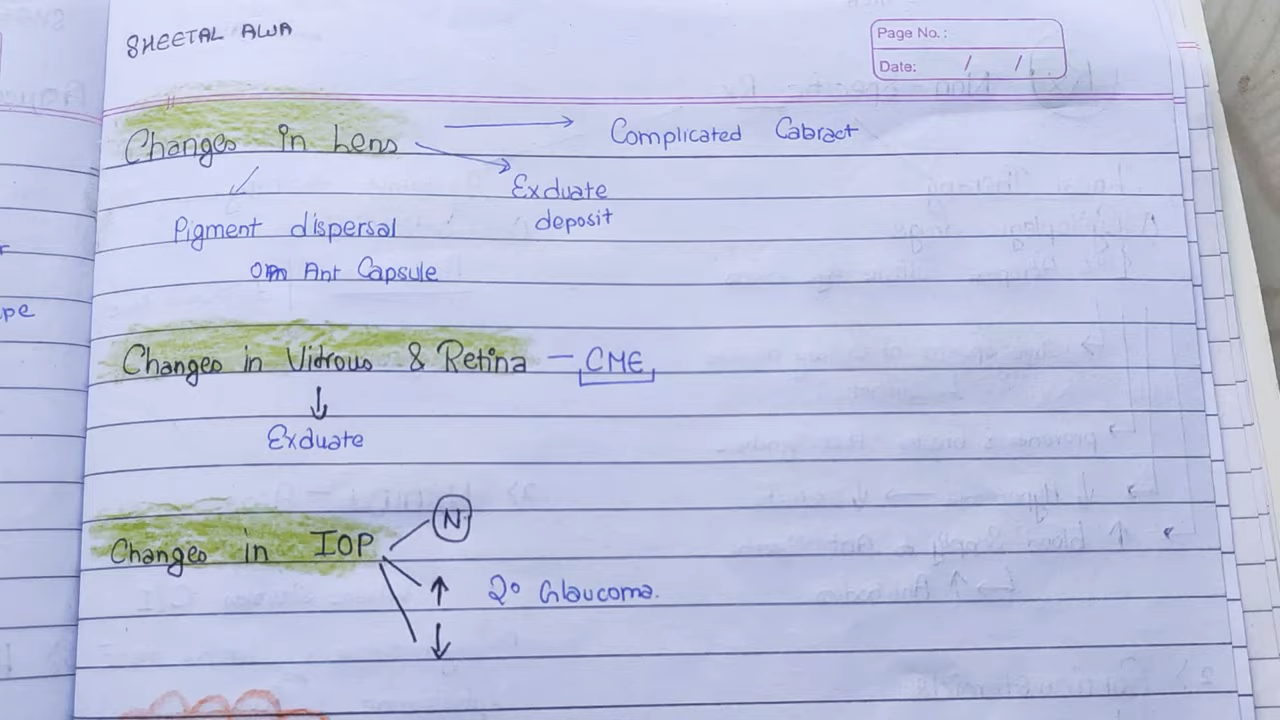 SHEETAL AWA
Page No.:
Date: / /
Changes in Lens → Complicated Cabract
Exduate
deposit
Pigment dispersal
on Ant Capsule
Changes in Vitrous & Retina — CME
↓
Exduate
Changes in IOP
N
↑ 2° Glaucoma.
↓
pe